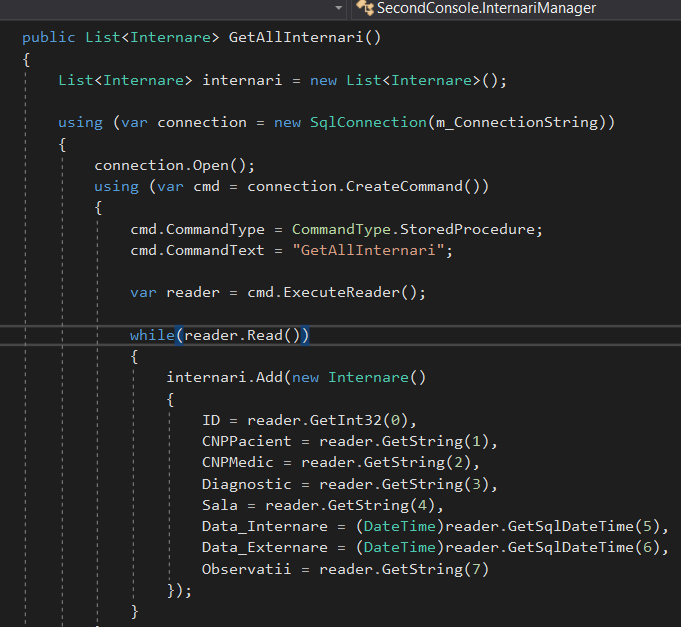 SecondConsole.InternariManager
public List<Internare> GetAllInternari()
{
List<Internare> internari = new List<Internare>();
using (var connection = new SqlConnection(m_ConnectionString))
{
connection.Open();
using (var cmd = connection.CreateCommand())
{
cmd.CommandType = CommandType.StoredProcedure;
cmd.CommandText = "GetAllInternari";
var reader = cmd.ExecuteReader();
while(reader.Read())
{
internari.Add(new Internare()
{
ID = reader.GetInt32(0),
CNPPacient = reader.GetString(1),
CNPMedic = reader.GetString(2),
Diagnostic = reader.GetString(3),
Sala = reader.GetString(4),
Data_Internare = (DateTime)reader.GetSqlDateTime(5),
Data_Externare = (DateTime)reader.GetSqlDateTime(6),
Observatii = reader.GetString(7)
});
}